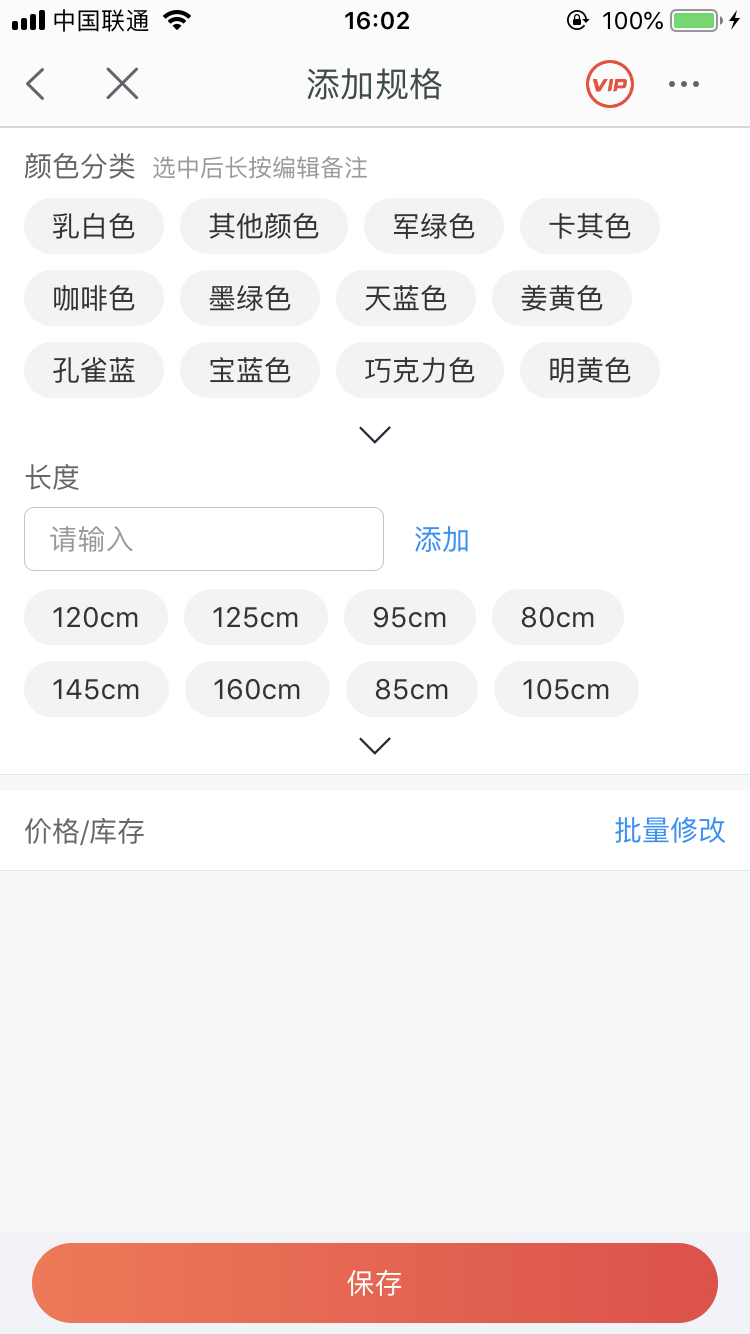 中国联通 16:02 100%
添加规格 VIP
颜色分类 选中后长按编辑备注
乳白色 其他颜色 军绿色 卡其色
咖啡色 墨绿色 天蓝色 姜黄色
孔雀蓝 宝蓝色 巧克力色 明黄色
长度
请输入 添加
120cm 125cm 95cm 80cm
145cm 160cm 85cm 105cm
价格/库存 批量修改
保存